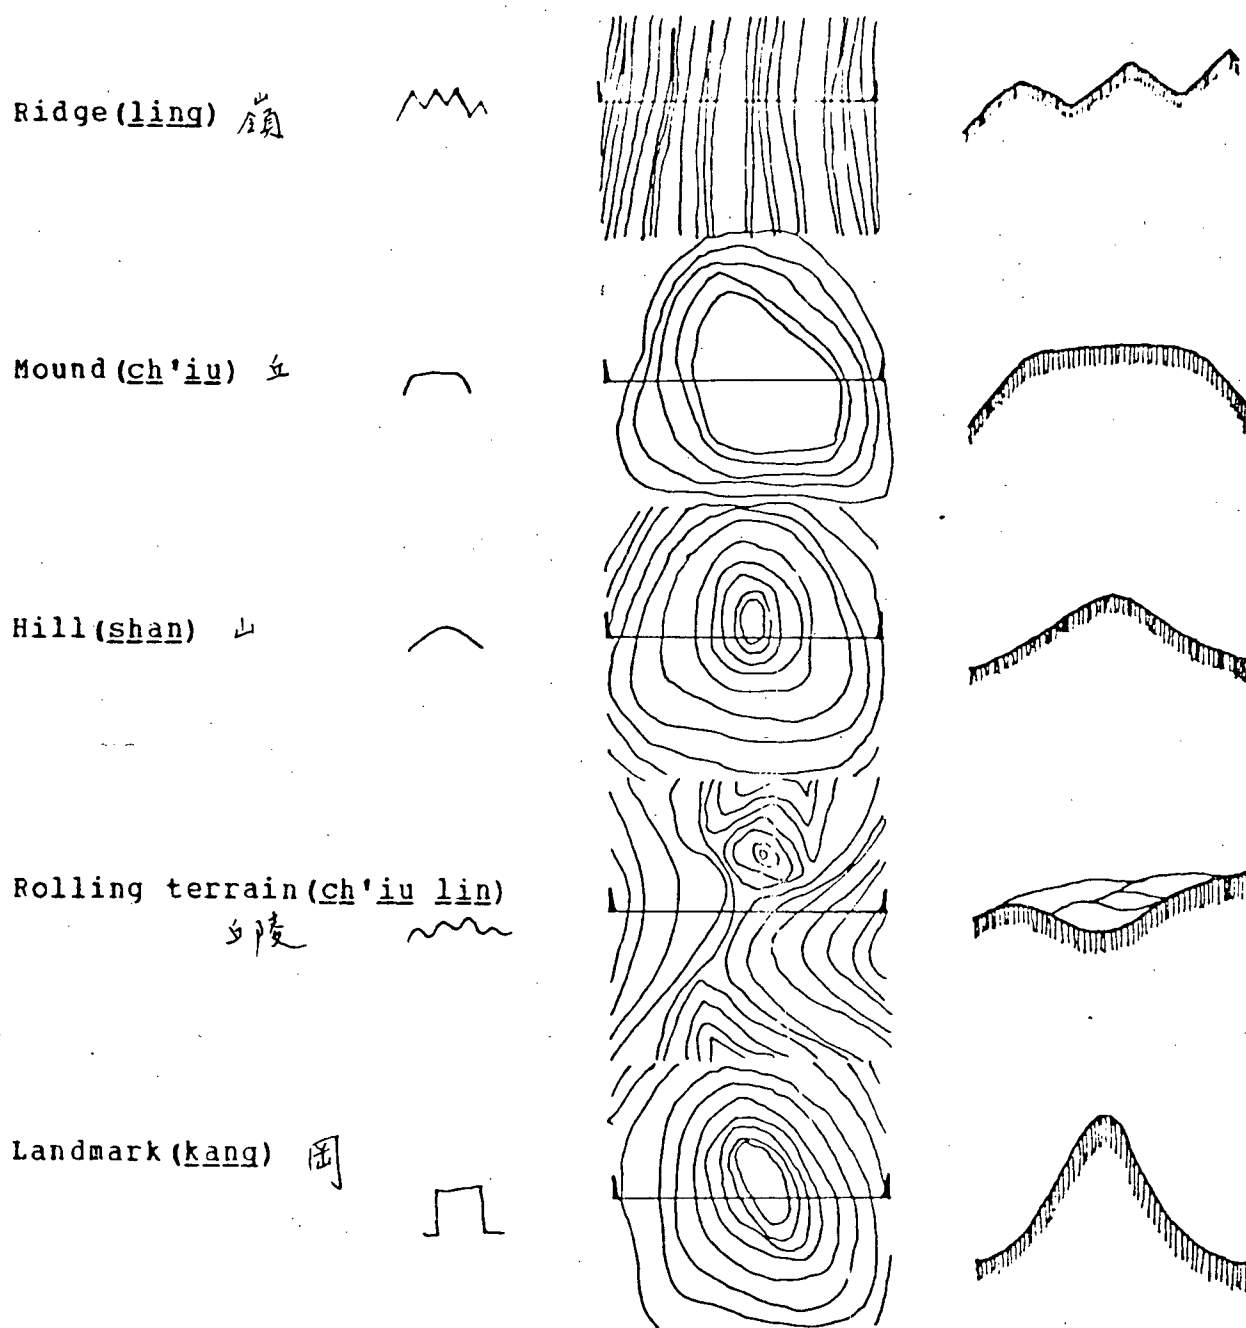 Ridge(ling) 嶺
Mound(ch'iu) 丘
Hill(shan) 山
Rolling terrain(ch'iu lin)
丘陵
Landmark(kang) 岡